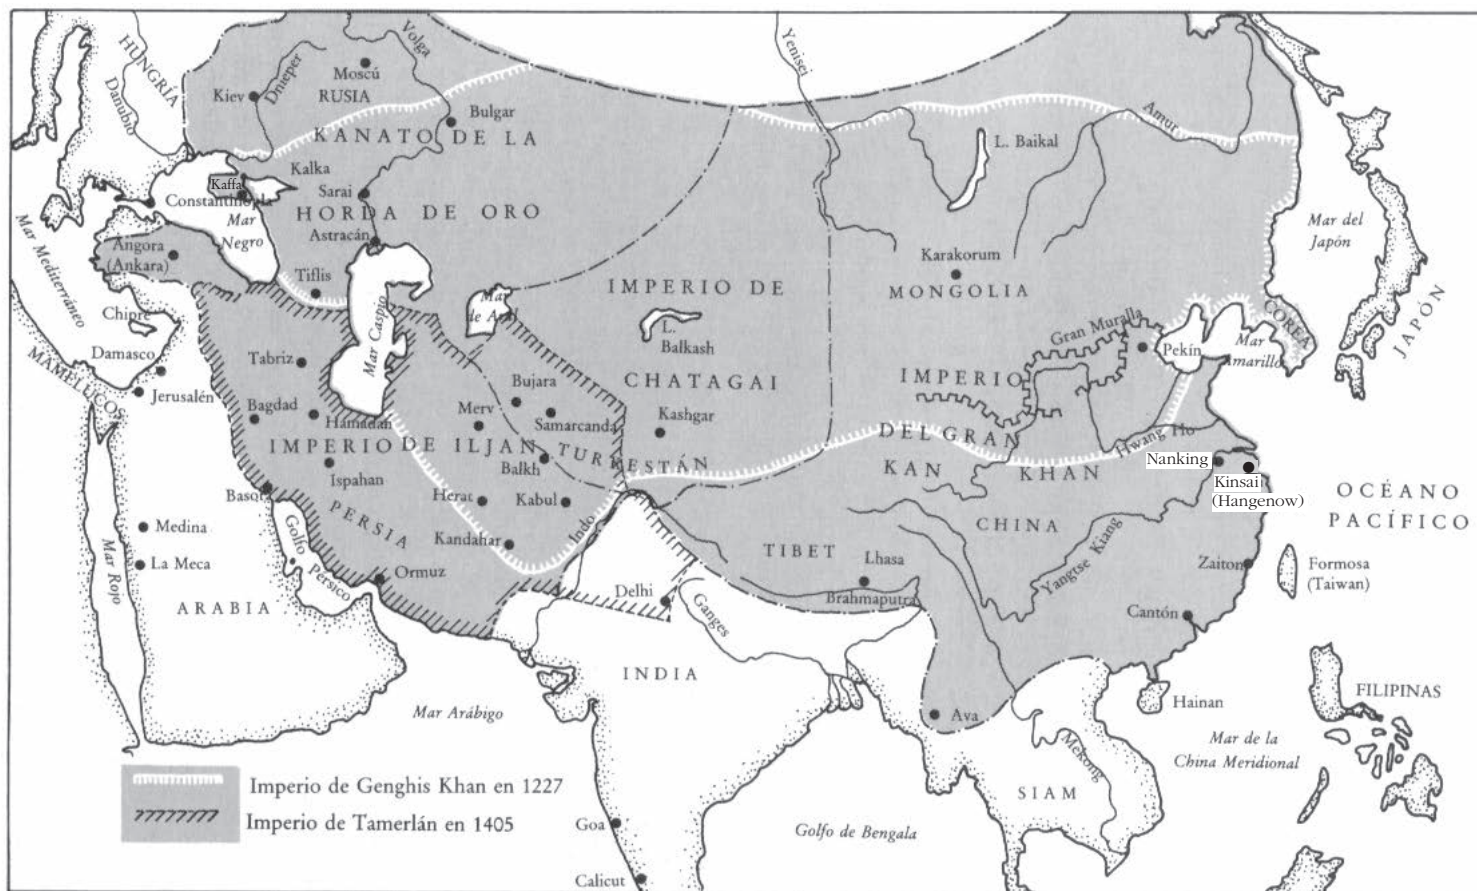 HUNGRÍA
Danubio
Dnieper
Volga
Moscú
RUSIA
Kiev
Bulgar
KANATO DE LA
Kalka
Kaffa
Sarai
Constantinopla
HORDA DE ORO
Mar
Negro
Astracán
Angora
(Ankara)
Tiflis
Mar Mediterráneo
Chipre
Damasco
MAMELUCOS
Jerusalén
Tabriz
Bagdad
Hamadán
Mar Caspio
Mar
de Aral
Yenisei
Amur
L. Baikal
Karakorum
MONGOLIA
IMPERIO DE
L.
Balkash
CHATAGAI
Kashgar
Bujara
Merv
Samarcanda
IMPERIO DE ILJAN
TURKESTÁN
Balkh
Ispahan
Basora
PERSIA
Herat
Kabul
Kandahar
Indo
Golfo
Persico
Ormuz
Medina
La Meca
Mar Rojo
ARABIA
Gran Muralla
Pekín
COREA
Mar
Amarillo
Mar del
Japón
JAPÓN
IMPERIO
DEL GRAN
KAN
KHAN
Hwang Ho
Nanking
Kinsai
(Hangenow)
CHINA
OCÉANO
PACÍFICO
TIBET
Lhasa
Brahmaputra
Yangtse Kiang
Zaiton
Formosa
(Taiwan)
Cantón
Delhi
Ganges
INDIA
Mar Arábigo
Ava
Hainan
FILIPINAS
Mar de la
China Meridional
Mekong
SIAM
Golfo de Bengala
Goa
Calicut
Imperio de Genghis Khan en 1227
Imperio de Tamerlán en 1405